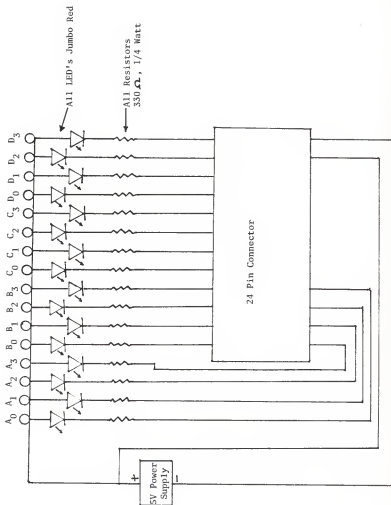 A0 A1 A2 A3 B0 B1 B2 B3 C0 C1 C2 C3 D0 D1 D2 D3
All LED's Jumbo Red
All Resistors
330 Ω, 1/4 Watt
24 Pin Connector
+
5V Power
Supply
-